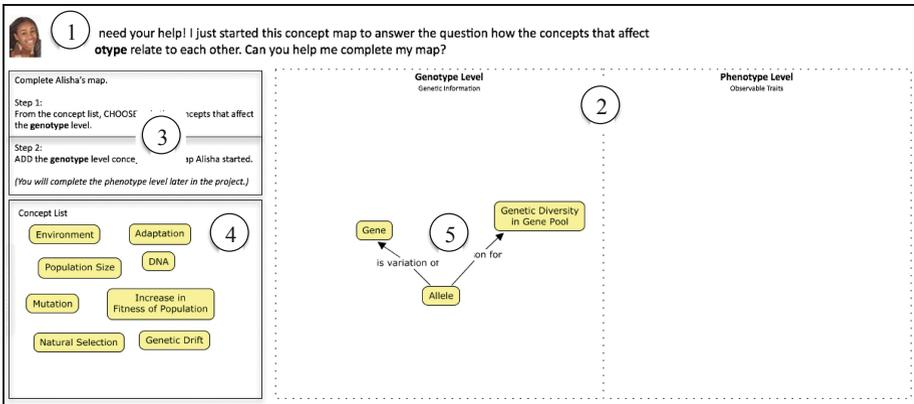 1 need your help! I just started this concept map to answer the question how the concepts that affect
otype relate to each other. Can you help me complete my map?
Complete Alisha's map.
Step 1:
From the concept list, CHOOSE ncepts that affect
the genotype level.
3
Step 2:
ADD the genotype level conce ap Alisha started.
(You will complete the phenotype level later in the project.)
Concept List
4
Environment
Adaptation
Population Size
DNA
Mutation
Increase in
Fitness of Population
Natural Selection
Genetic Drift
Genotype Level
Genetic Information
2
Phenotype Level
Observable Traits
Genetic Diversity
in Gene Pool
Gene
5
is variation of
on for
Allele